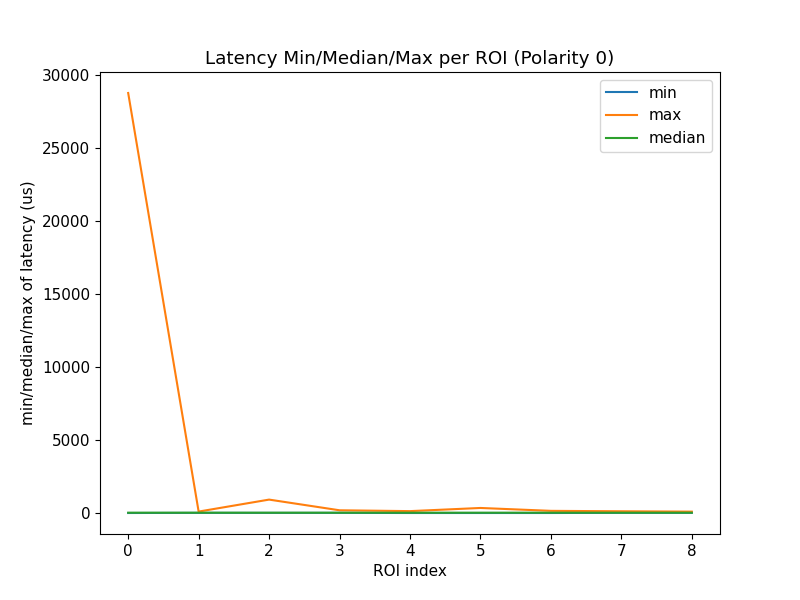 Latency Min/Median/Max per ROI (Polarity 0)
min
max
median
min/median/max of latency (us)
30000
25000
20000
15000
10000
5000
0
0 1 2 3 4 5 6 7 8
ROI index